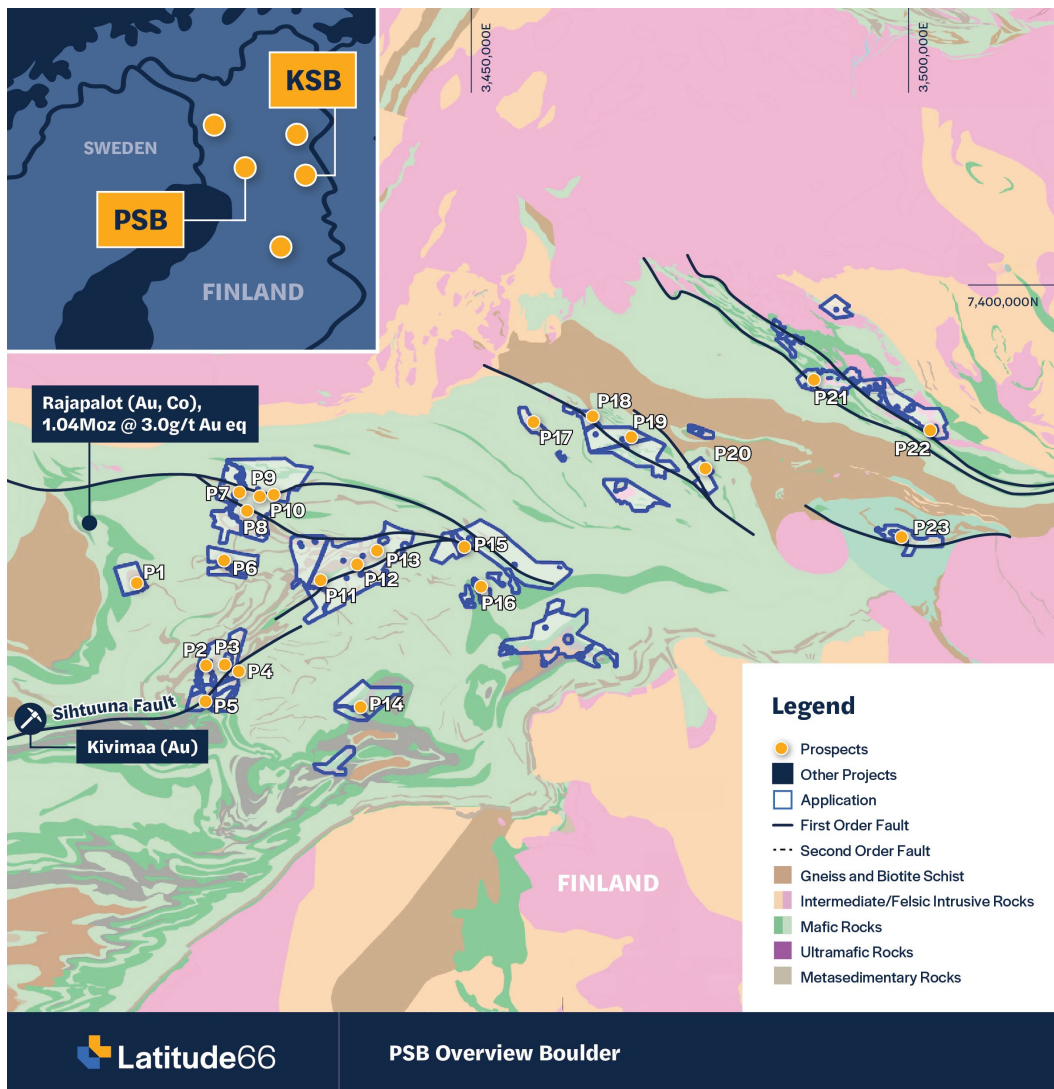 KSB
SWEDEN
PSB
FINLAND
3,450,000E
3,500,000E
7,400,000N
Rajapalot (Au, Co),
1.04Moz @ 3.0g/t Au eq
P18
P17
P19
P20
P21
P22
P23
P7
P9
P10
P8
P6
P1
P13
P12
P11
P15
P16
P2
P3
P4
P5
P14
Sihtuuna Fault
Kivimaa (Au)
FINLAND
Legend
Prospects
Other Projects
Application
First Order Fault
Second Order Fault
Gneiss and Biotite Schist
Intermediate/Felsic Intrusive Rocks
Mafic Rocks
Ultramafic Rocks
Metasedimentary Rocks
Latitude66
PSB Overview Boulder